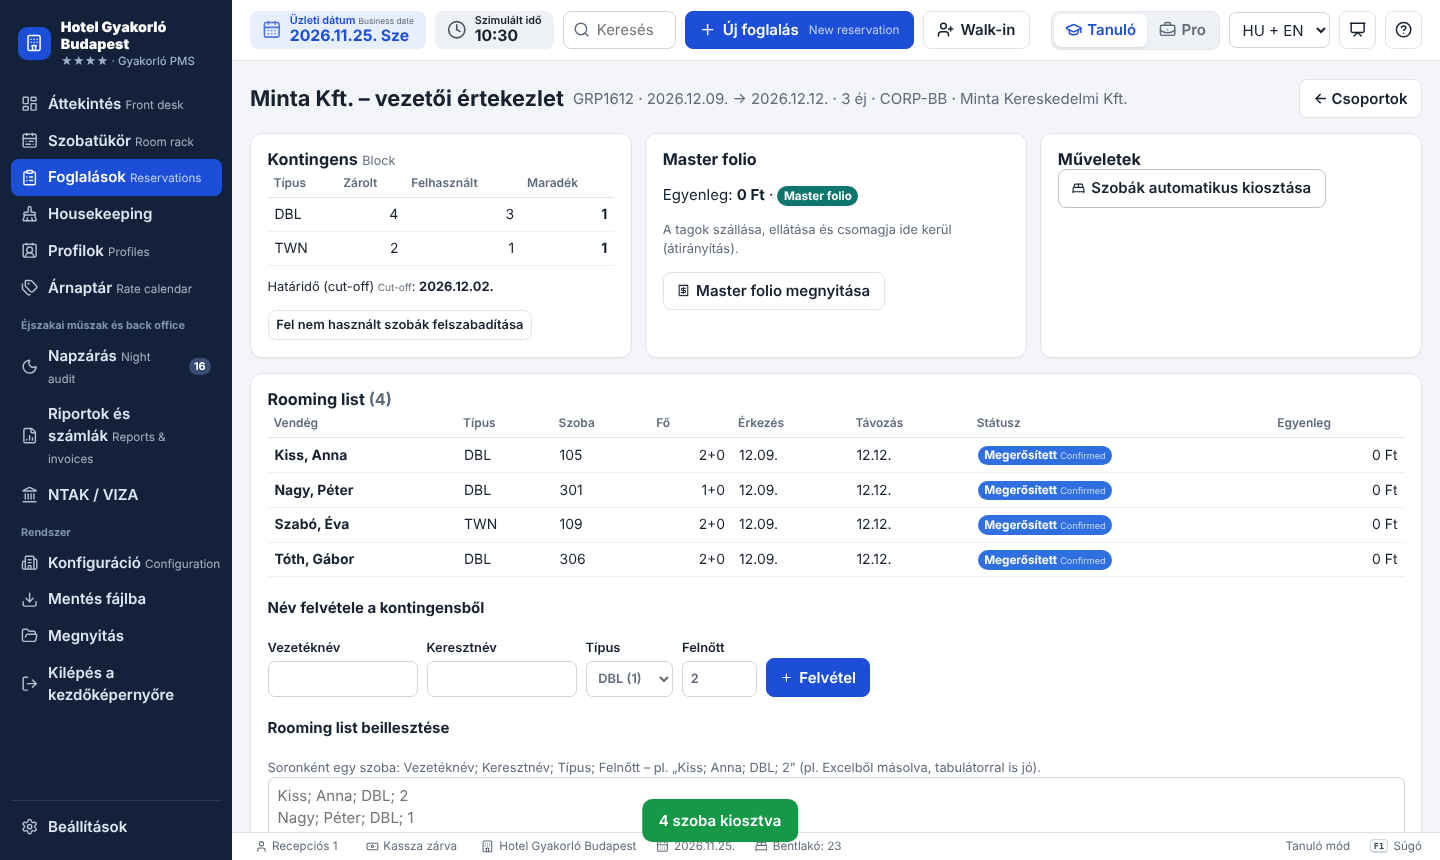 Hotel Gyakorló
Budapest
★★★★ · Gyakorló PMS
Áttekintés Front desk
Szobatükör Room rack
Foglalások Reservations
Housekeeping
Profilok Profiles
Árnaptár Rate calendar
Éjszakai műszak és back office
Napzárás Night
audit
16
Riportok és
számlák Reports &
invoices
NTAK / VIZA
Rendszer
Konfiguráció Configuration
Mentés fájlba
Megnyitás
Kilépés a
kezdőképernyőre
Beállítások
Üzleti dátum Business date
2026.11.25. Sze
Szimulált idő
10:30
Keresés
Új foglalás New reservation
Walk-in
Tanuló
Pro
HU + EN
Minta Kft. – vezetői értekezlet GRP1612 · 2026.12.09. → 2026.12.12. · 3 éj · CORP-BB · Minta Kereskedelmi Kft.
← Csoportok
Kontingens Block
Típus Zárolt Felhasznált Maradék
DBL 4 3 1
TWN 2 1 1
Határidő (cut-off) Cut-off: 2026.12.02.
Fel nem használt szobák felszabadítása
Master folio
Egyenleg: 0 Ft · Master folio
A tagok szállása, ellátása és csomagja ide kerül
(átirányítás).
Master folio megnyitása
Műveletek
Szobák automatikus kiosztása
Rooming list (4)
Vendég Típus Szoba Fő Érkezés Távozás Státusz Egyenleg
Kiss, Anna DBL 105 2+0 12.09. 12.12. Megerősített Confirmed 0 Ft
Nagy, Péter DBL 301 1+0 12.09. 12.12. Megerősített Confirmed 0 Ft
Szabó, Éva TWN 109 2+0 12.09. 12.12. Megerősített Confirmed 0 Ft
Tóth, Gábor DBL 306 2+0 12.09. 12.12. Megerősített Confirmed 0 Ft
Név felvétele a kontingensből
Vezetéknév Keresztnév Típus Felnőtt
DBL (1) 2 + Felvétel
Rooming list beillesztése
Soronként egy szoba: Vezetéknév; Keresztnév; Típus; Felnőtt – pl. „Kiss; Anna; DBL; 2” (pl. Excelből másolva, tabulátorral is jó).
Kiss; Anna; DBL; 2
Nagy; Péter; DBL; 1
4 szoba kiosztva
Recepciós 1 Kassza zárva Hotel Gyakorló Budapest 2026.11.25. Bentlakó: 23 Tanuló mód F1 Súgó